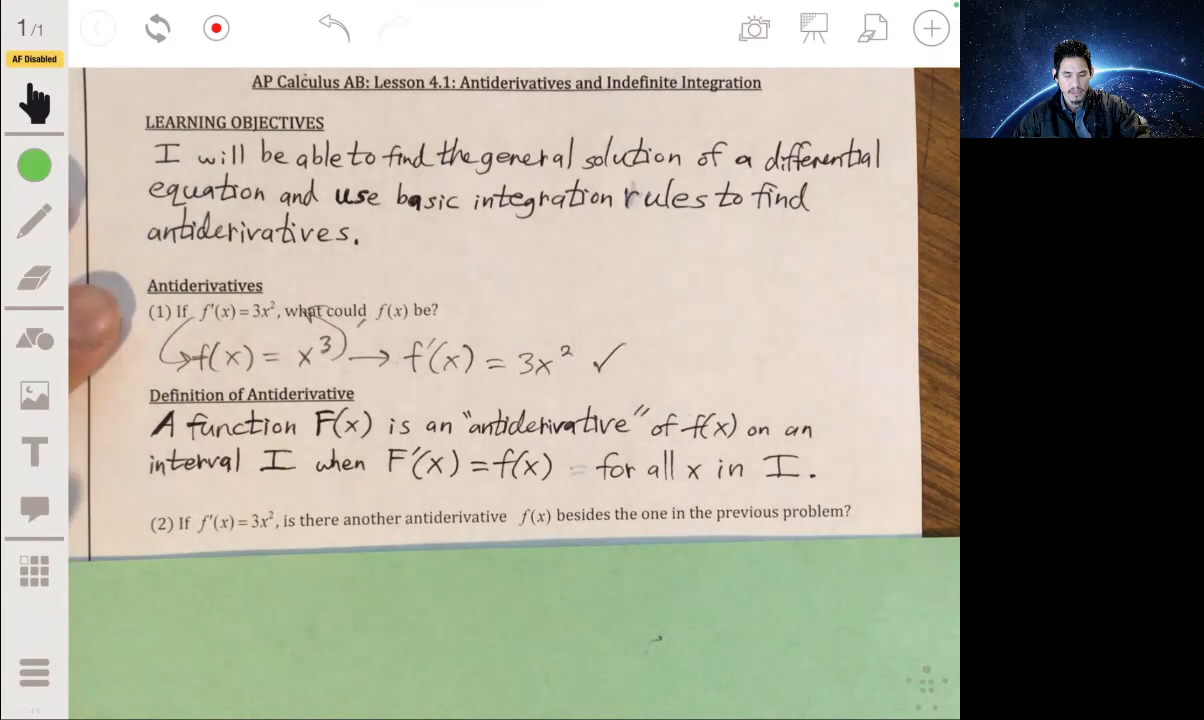 1/1
AF Disabled
AP Calculus AB: Lesson 4.1: Antiderivatives and Indefinite Integration
LEARNING OBJECTIVES
I will be able to find the general solution of a differential
equation and use basic integration rules to find
antiderivatives.
Antiderivatives
(1) If f'(x) = 3x², what could f(x) be?
f(x) = x³ → f'(x) = 3x² ✓
Definition of Antiderivative
A function F(x) is an "antiderivative" of f(x) on an
interval I when F'(x) = f(x) for all x in I.
(2) If f'(x) = 3x², is there another antiderivative f(x) besides the one in the previous problem?
T